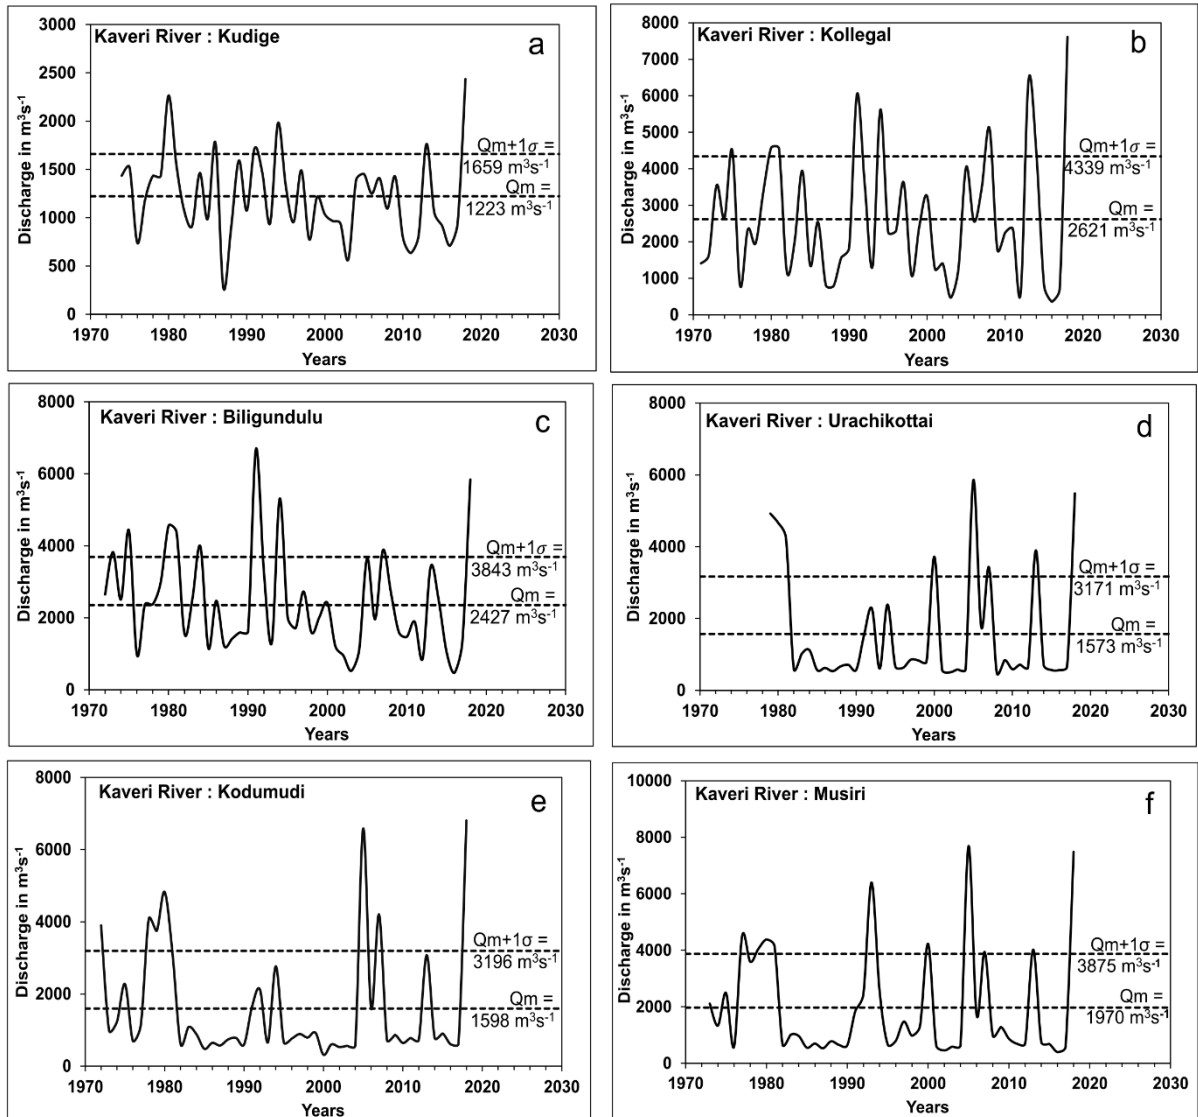 Kaveri River : Kudige
a
3000
2500
2000
1500
1000
500
0
Discharge in m³s⁻¹
Qm+1σ =
1659 m³s⁻¹
Qm =
1223 m³s⁻¹
1970 1980 1990 2000 2010 2020 2030
Years
Kaveri River : Kollegal
b
8000
7000
6000
5000
4000
3000
2000
1000
0
Discharge in m³s⁻¹
Qm+1σ =
4339 m³s⁻¹
Qm =
2621 m³s⁻¹
1970 1980 1990 2000 2010 2020 2030
Years
Kaveri River : Biligundulu
c
8000
6000
4000
2000
0
Discharge in m³s⁻¹
Qm+1σ =
3843 m³s⁻¹
Qm =
2427 m³s⁻¹
1970 1980 1990 2000 2010 2020 2030
Years
Kaveri River : Urachikottai
d
8000
6000
4000
2000
0
Discharge in m³s⁻¹
Qm+1σ =
3171 m³s⁻¹
Qm =
1573 m³s⁻¹
1970 1980 1990 2000 2010 2020 2030
Years
Kaveri River : Kodumudi
e
8000
6000
4000
2000
0
Discharge in m³s⁻¹
Qm+1σ =
3196 m³s⁻¹
Qm =
1598 m³s⁻¹
1970 1980 1990 2000 2010 2020 2030
Years
Kaveri River : Musiri
f
10000
8000
6000
4000
2000
0
Discharge in m³s⁻¹
Qm+1σ =
3875 m³s⁻¹
Qm =
1970 m³s⁻¹
1970 1980 1990 2000 2010 2020 2030
Years